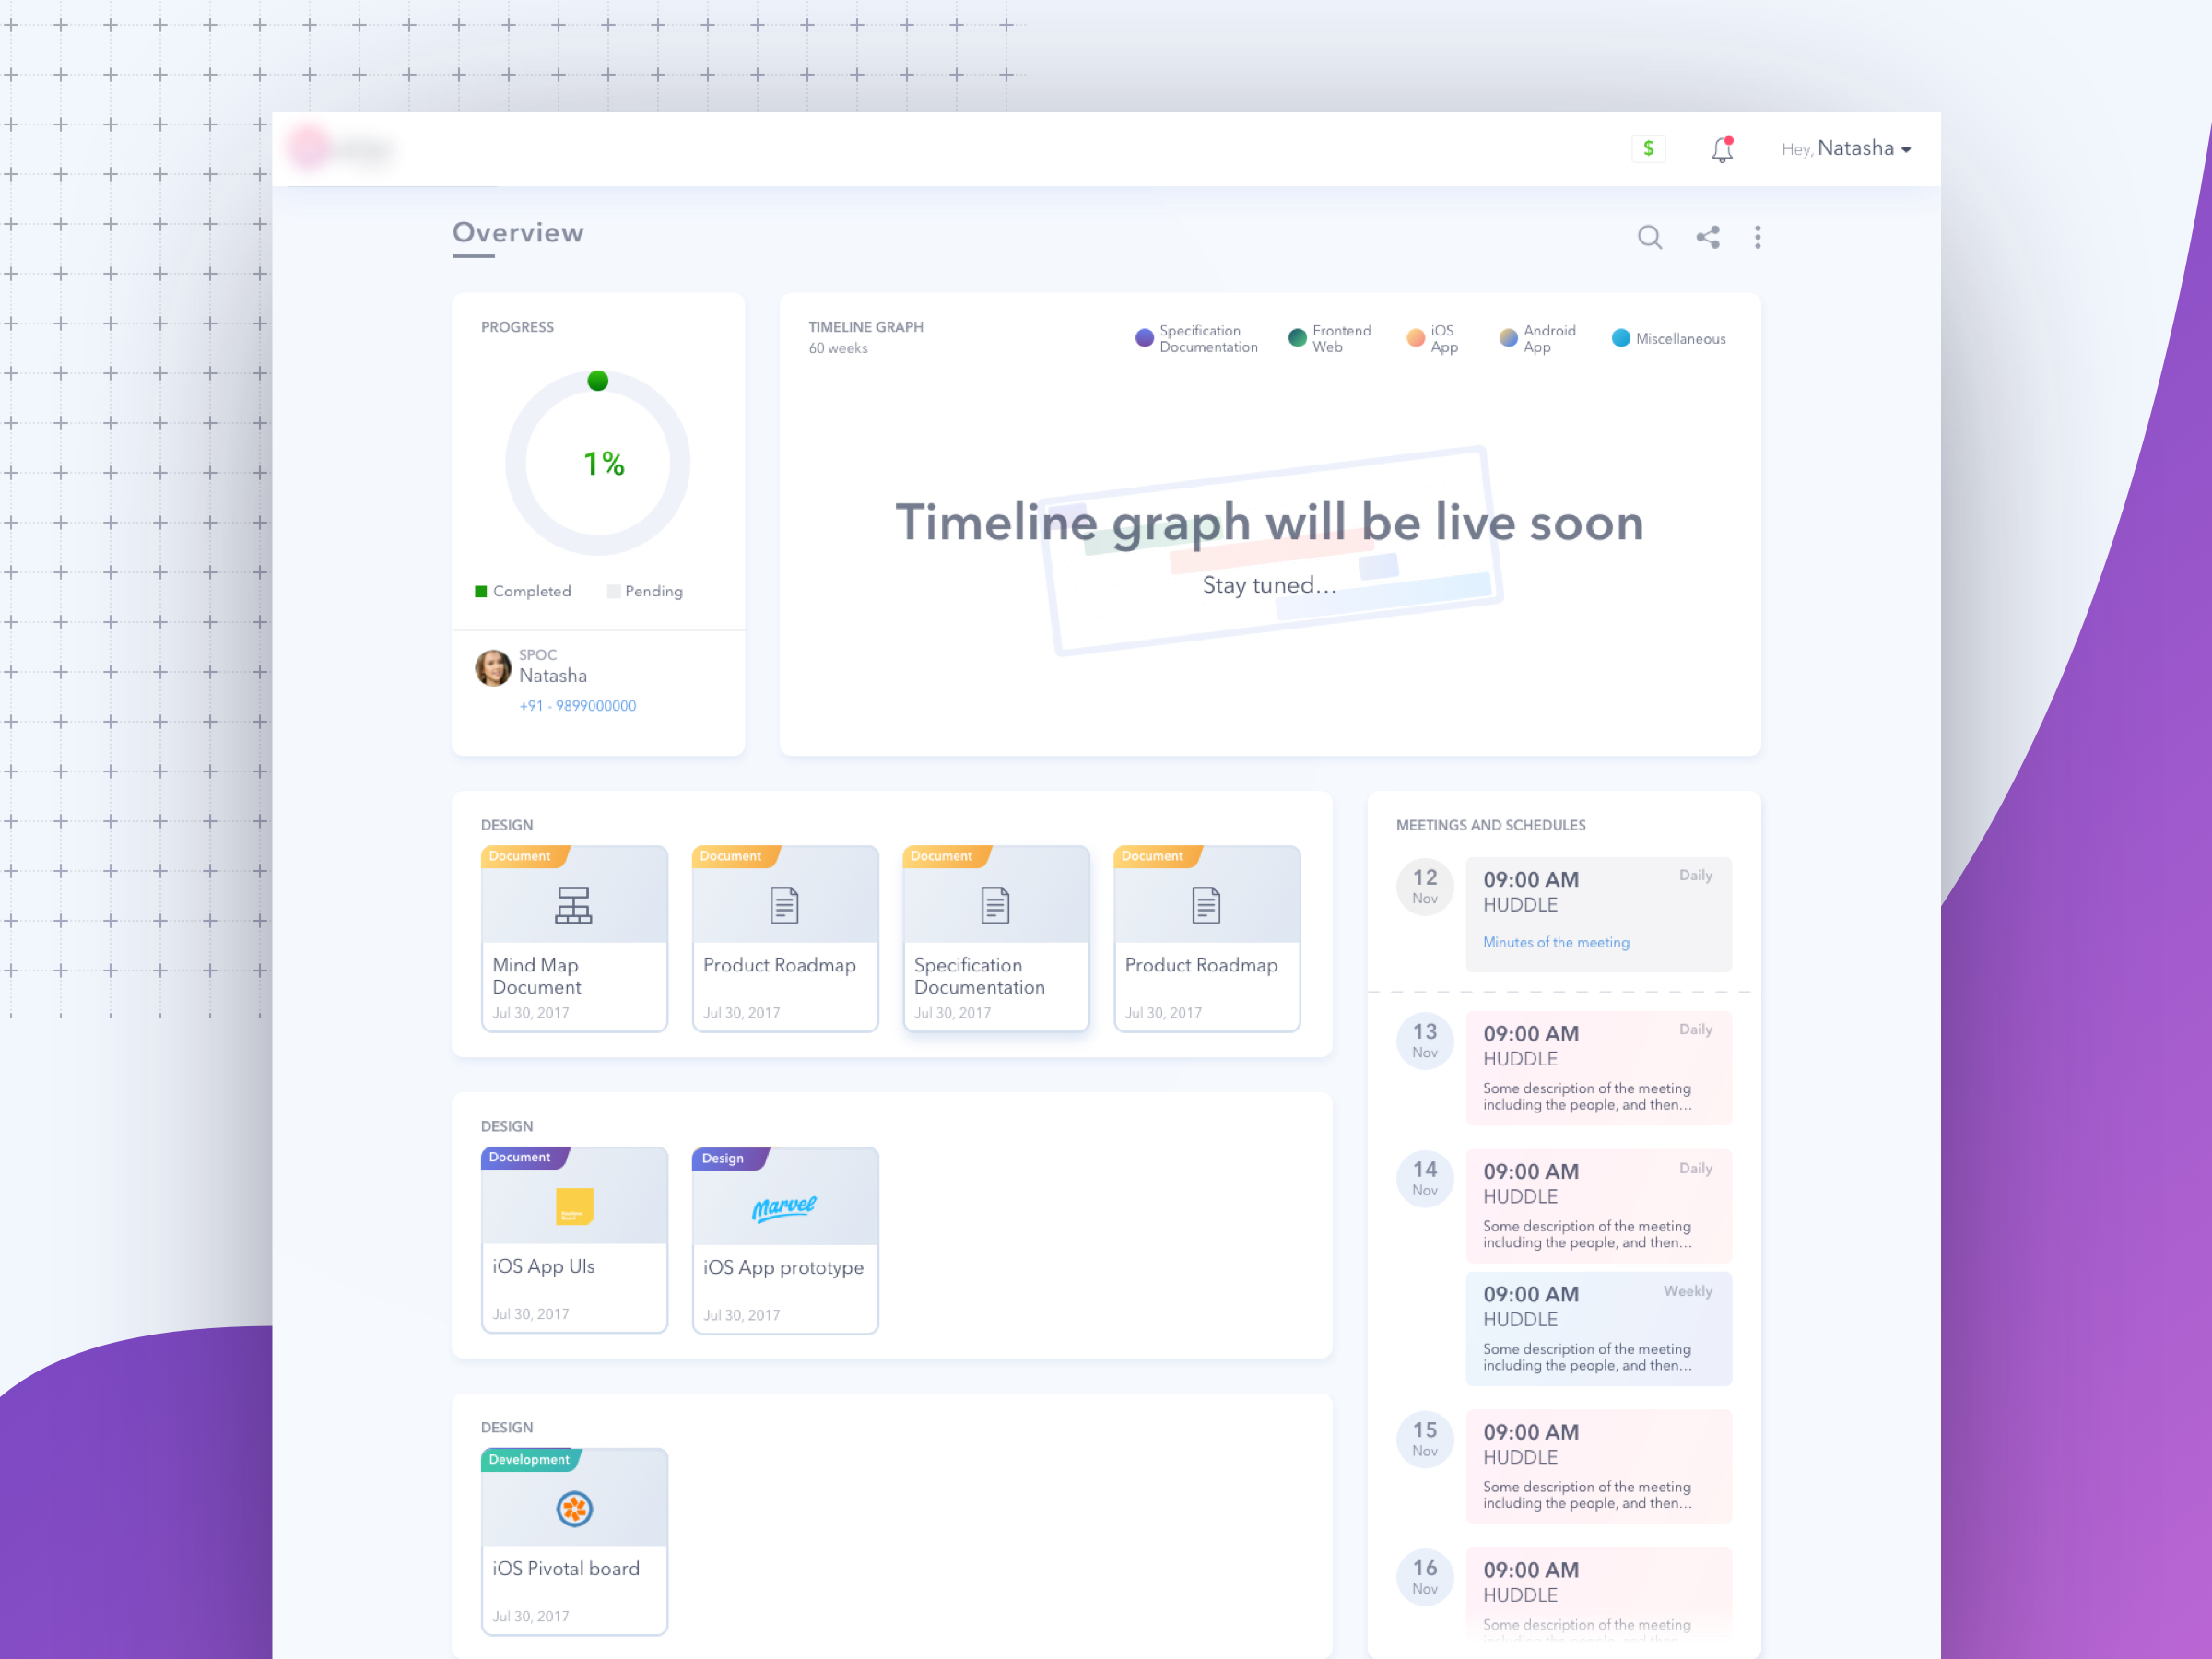 $
Hey, Natasha
Overview
PROGRESS
1%
Completed
Pending
SPOC
Natasha
+91 - 9899000000
TIMELINE GRAPH
60 weeks
Specification
Documentation
Frontend
Web
iOS
App
Android
App
Miscellaneous
Timeline graph will be live soon
Stay tuned...
DESIGN
Document
Mind Map
Document
Jul 30, 2017
Document
Product Roadmap
Jul 30, 2017
Document
Specification
Documentation
Jul 30, 2017
Document
Product Roadmap
Jul 30, 2017
DESIGN
Document
iOS App UIs
Jul 30, 2017
Design
Marvel
iOS App prototype
Jul 30, 2017
DESIGN
Development
iOS Pivotal board
Jul 30, 2017
MEETINGS AND SCHEDULES
12
Nov
09:00 AM
Daily
HUDDLE
Minutes of the meeting
13
Nov
09:00 AM
Daily
HUDDLE
Some description of the meeting
including the people, and then...
14
Nov
09:00 AM
Daily
HUDDLE
Some description of the meeting
including the people, and then...
09:00 AM
Weekly
HUDDLE
Some description of the meeting
including the people, and then...
15
Nov
09:00 AM
HUDDLE
Some description of the meeting
including the people, and then...
16
Nov
09:00 AM
HUDDLE
Some description of the meeting